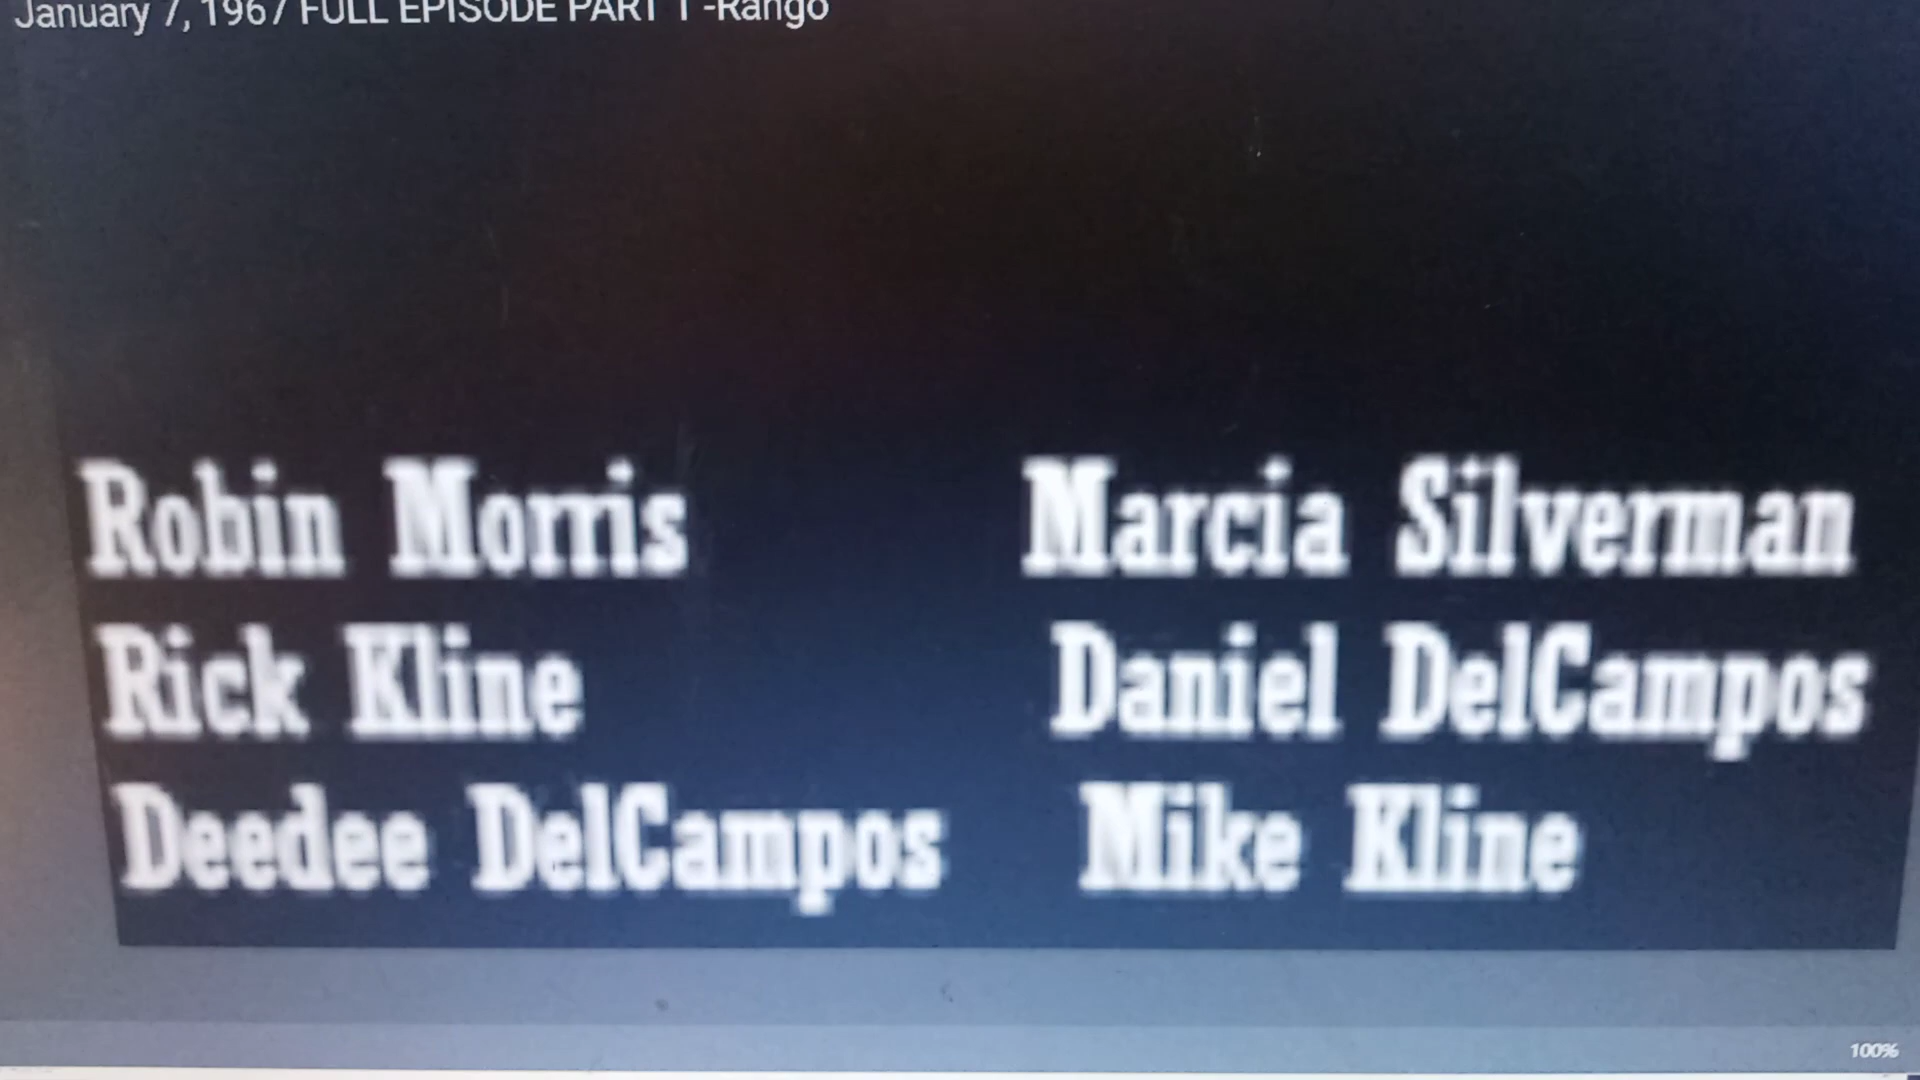 January 7, 1967 FULL EPISODE PART 1 -Rango
Robin Morris Marcia Silverman
Rick Kline Daniel DelCampos
Deedee DelCampos Mike Kline
100%